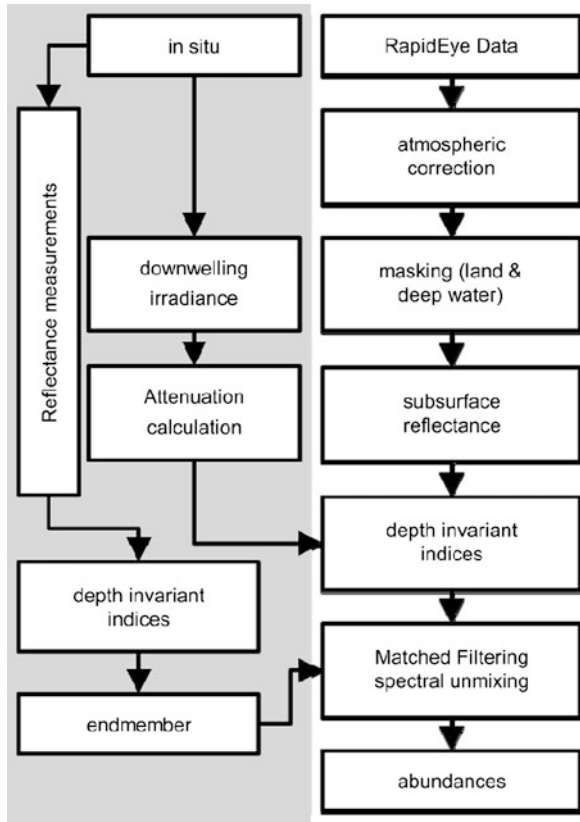 in situ
Reflectance measurements
downwelling
irradiance
Attenuation
calculation
depth invariant
indices
endmember
RapidEye Data
atmospheric
correction
masking (land &
deep water)
subsurface
reflectance
depth invariant
indices
Matched Filtering
spectral unmixing
abundances